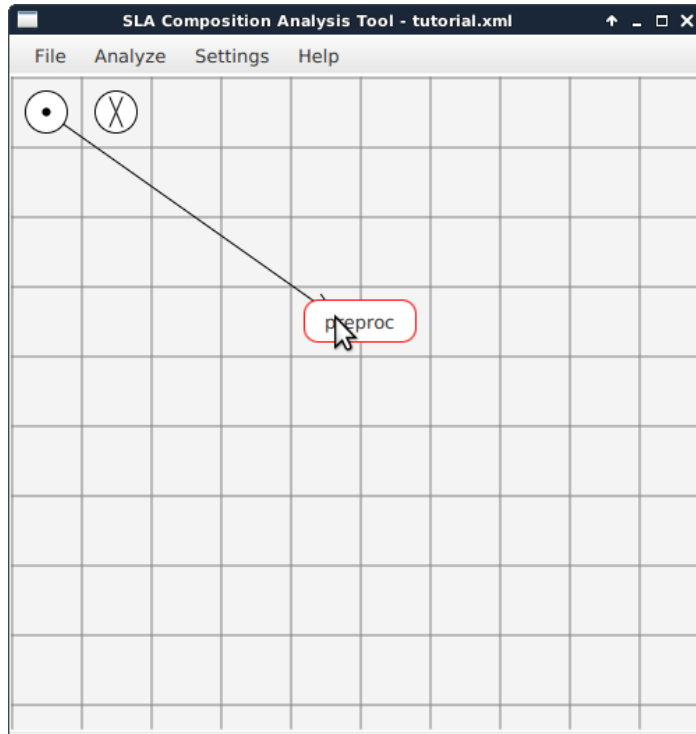 SLA Composition Analysis Tool - tutorial.xml
File Analyze Settings Help
preproc